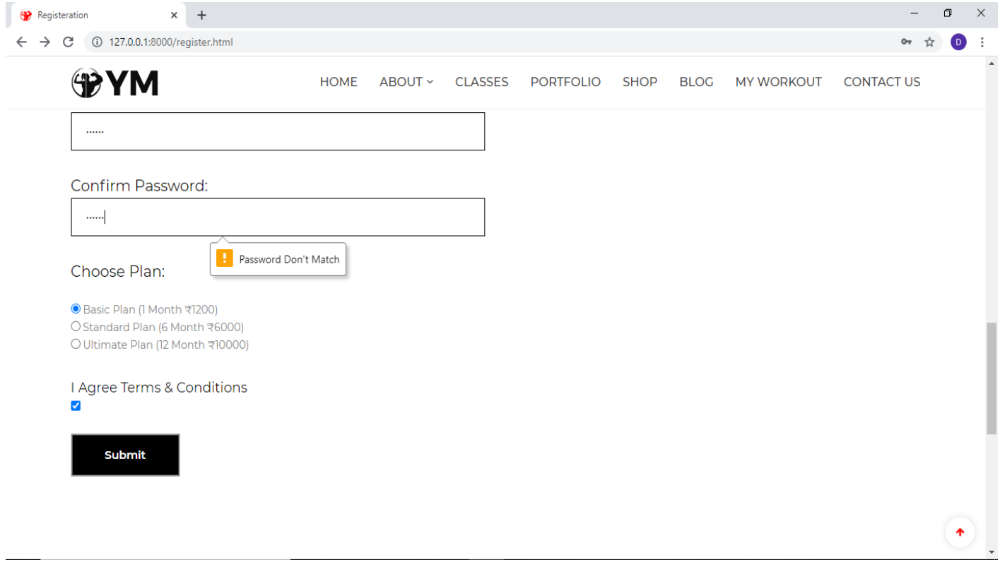 Registeration
127.0.0.1:8000/register.html
D
GYM HOME ABOUT CLASSES PORTFOLIO SHOP BLOG MY WORKOUT CONTACT US
......
Confirm Password:
......
Password Don't Match
Choose Plan:
Basic Plan (1 Month ₹1200)
Standard Plan (6 Month ₹6000)
Ultimate Plan (12 Month ₹10000)
I Agree Terms & Conditions
Submit